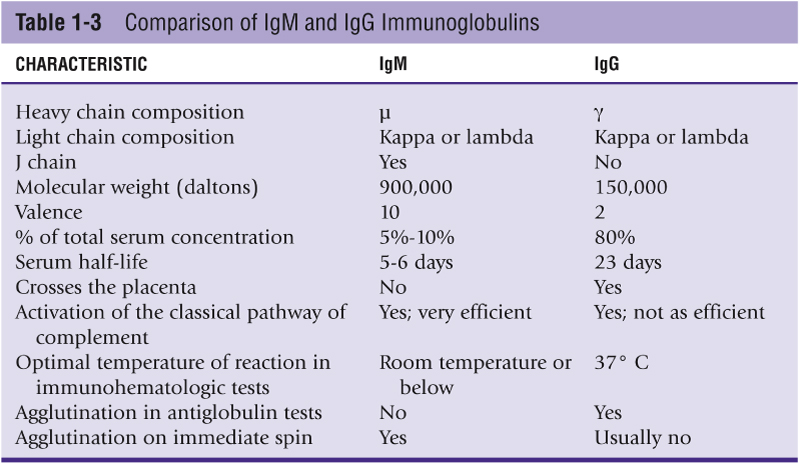 Table 1-3 Comparison of IgM and IgG Immunoglobulins
CHARACTERISTIC IgM IgG
Heavy chain composition μ γ
Light chain composition Kappa or lambda Kappa or lambda
J chain Yes No
Molecular weight (daltons) 900,000 150,000
Valence 10 2
% of total serum concentration 5%-10% 80%
Serum half-life 5-6 days 23 days
Crosses the placenta No Yes
Activation of the classical pathway of Yes; very efficient Yes; not as efficient
complement
Optimal temperature of reaction in Room temperature or 37° C
immunohematologic tests below
Agglutination in antiglobulin tests No Yes
Agglutination on immediate spin Yes Usually no